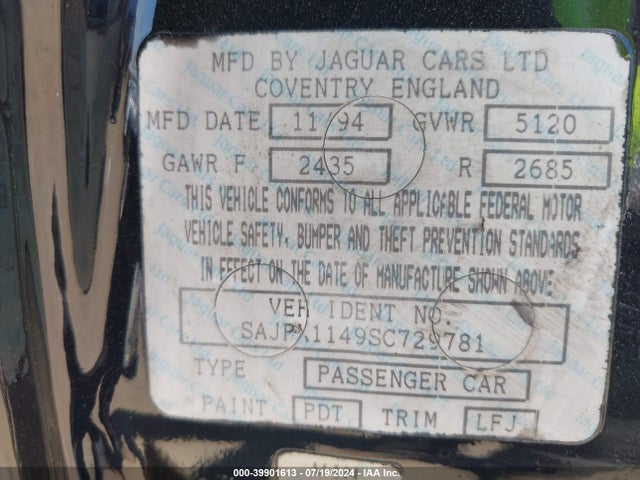 MFD BY JAGUAR CARS LTD
COVENTRY ENGLAND
MFD DATE 11/94 GVWR 5120
GAWR F 2435 R 2685
THIS VEHICLE CONFORMS TO ALL APPLICABLE FEDERAL MOTOR
VEHICLE SAFETY, BUMPER AND THEFT PREVENTION STANDARDS
IN EFFECT ON THE DATE OF MANUFACTURE SHOWN ABOVE
VEH IDENT NO.
SAJPX1149SC729781
TYPE PASSENGER CAR
PAINT PDT TRIM LFJ
000-39901613 - 07/19/2024 - IAA Inc.